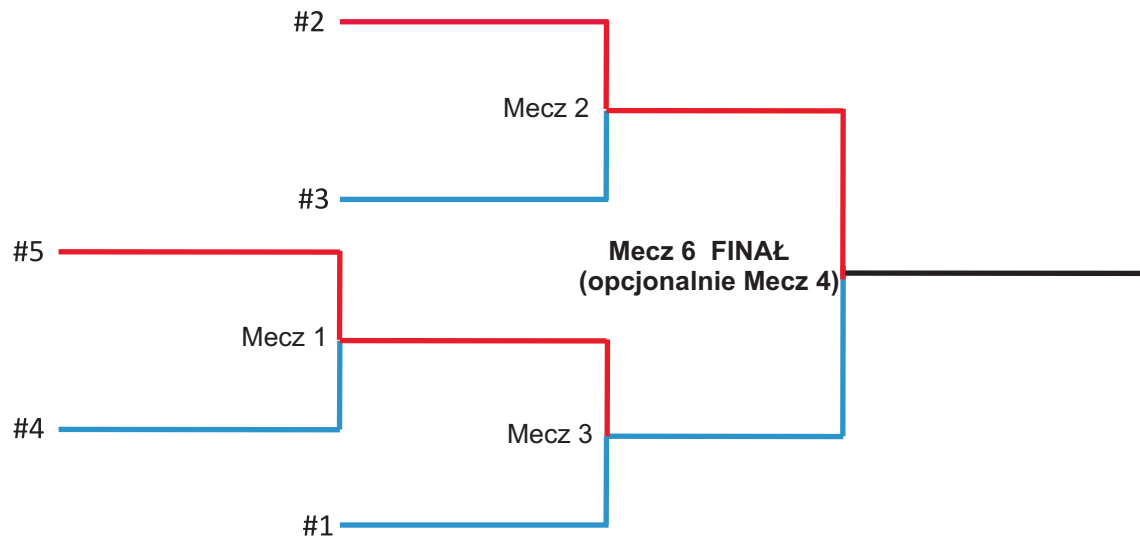 #2
Mecz 2
#3
#5
Mecz 6 FINAŁ
(opcjonalnie Mecz 4)
Mecz 1
#4
Mecz 3
#1